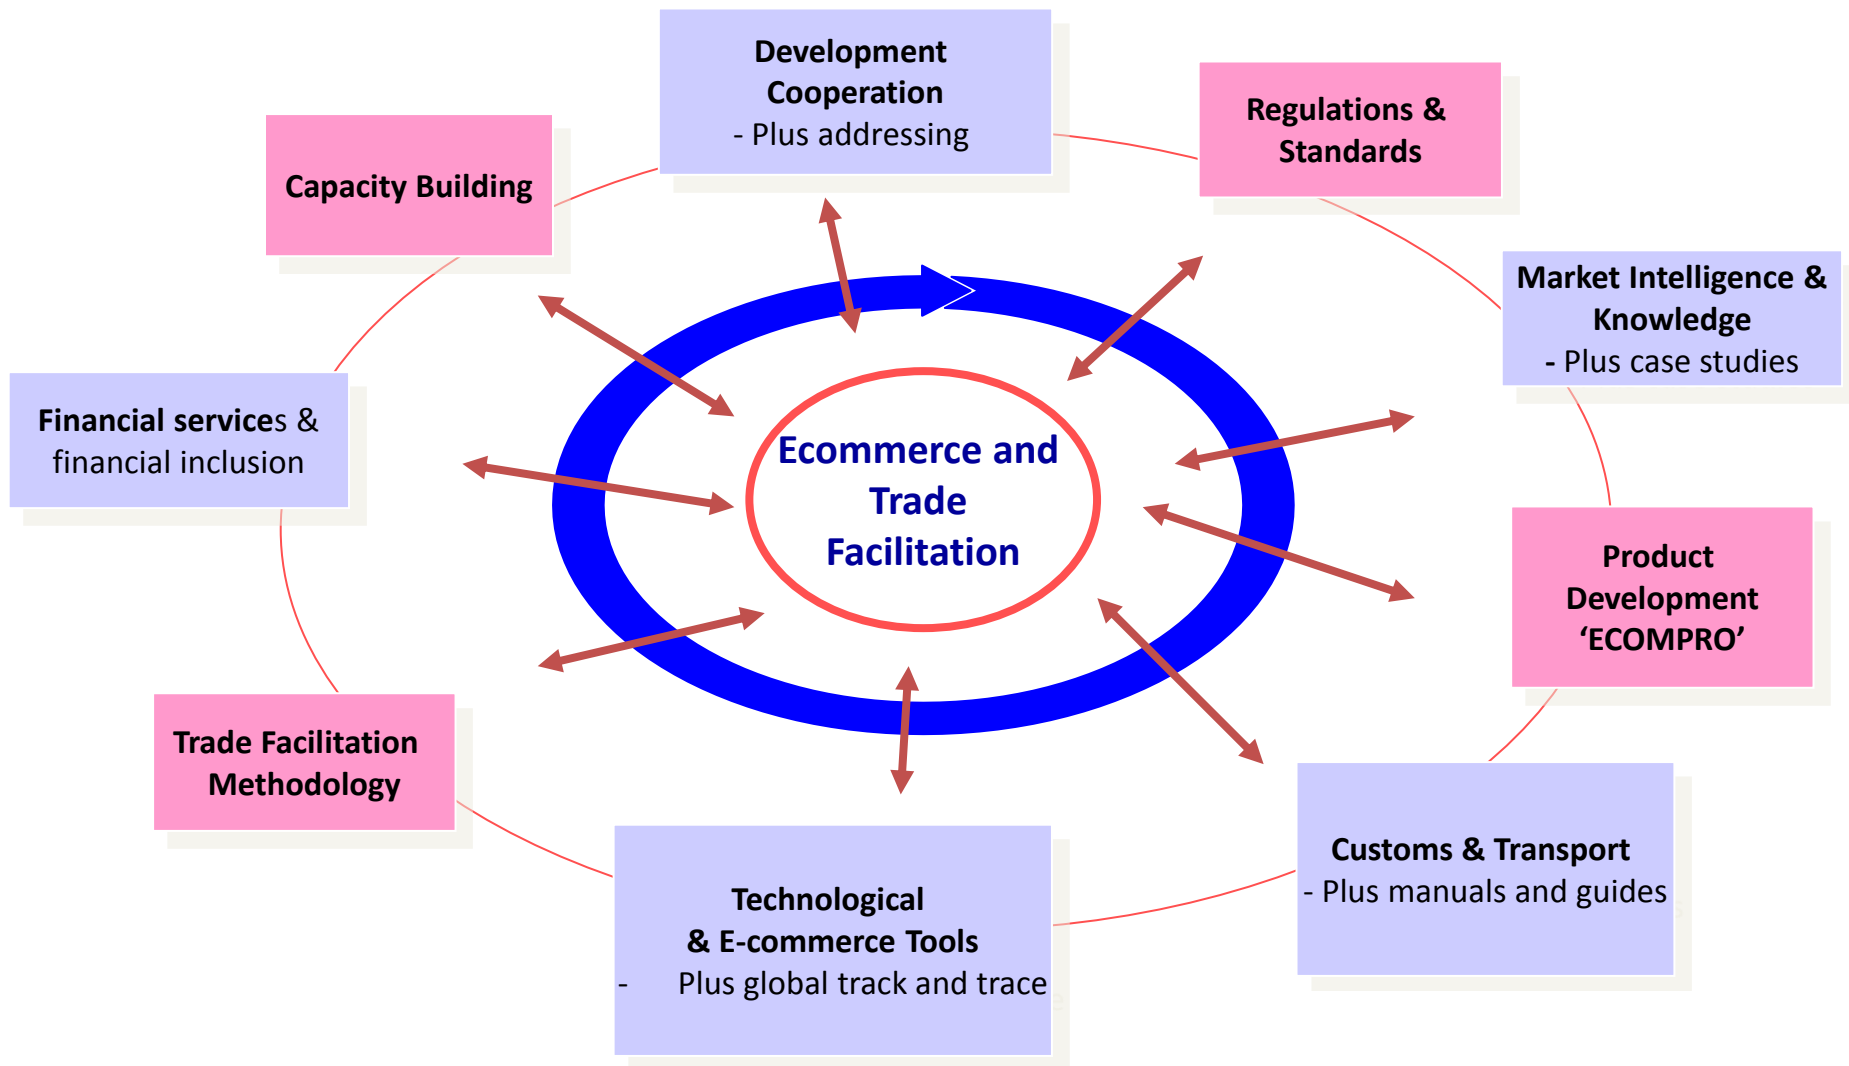 Development
Cooperation
- Plus addressing
Regulations &
Standards
Capacity Building
Market Intelligence &
Knowledge
- Plus case studies
Financial services &
financial inclusion
Ecommerce and
Trade
Facilitation
Product
Development
‘ECOMPRO’
Trade Facilitation
Methodology
Customs & Transport
- Plus manuals and guides
Technological
& E-commerce Tools
- Plus global track and trace